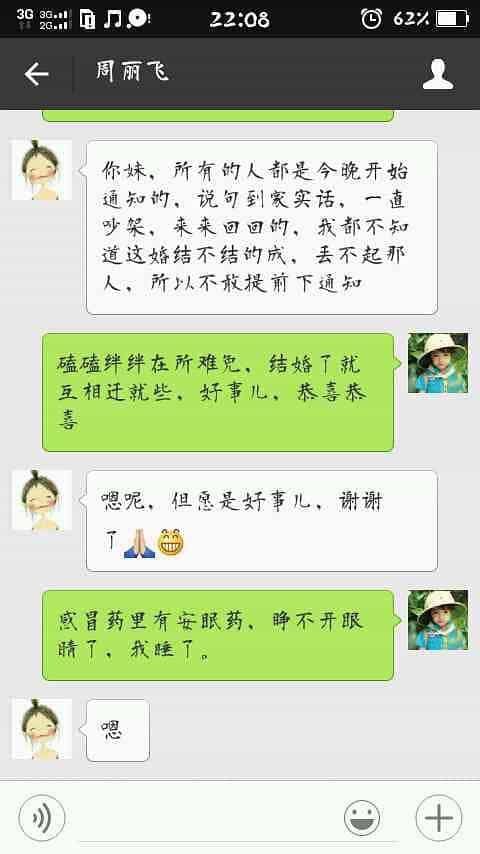 3G 3G 2G 22:08 62%
周丽飞
你妹，所有的人都是今晚开始
通知的，说句到家实话，一直
吵架，来来回回的，我都不知
道这婚结不结的成，丢不起那
人，所以不敢提前下通知
磕磕绊绊在所难免，结婚了就
互相迁就些，好事儿，恭喜恭
喜
嗯呢，但愿是好事儿，谢谢
了🙏😁
感冒药里有安眠药，睁不开眼
睛了，我睡了。
嗯